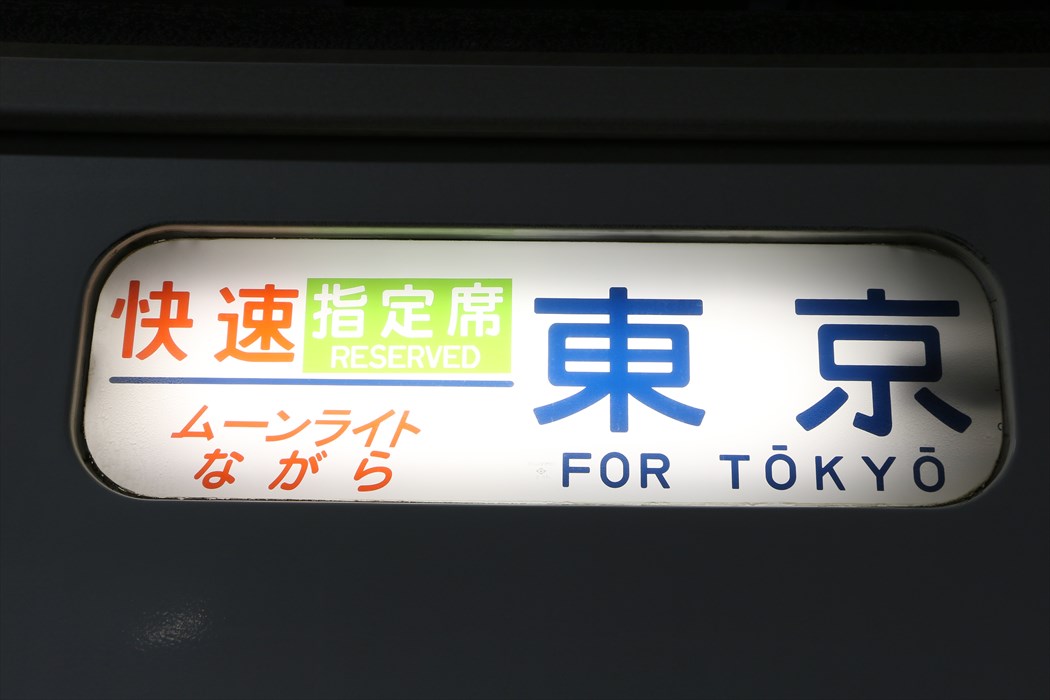 快速 指定席
RESERVED
ムーンライト
ながら
東京
FOR TŌKYŌ